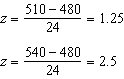 z = (510 − 480)/24 = 1.25
z = (540 − 480)/24 = 2.5